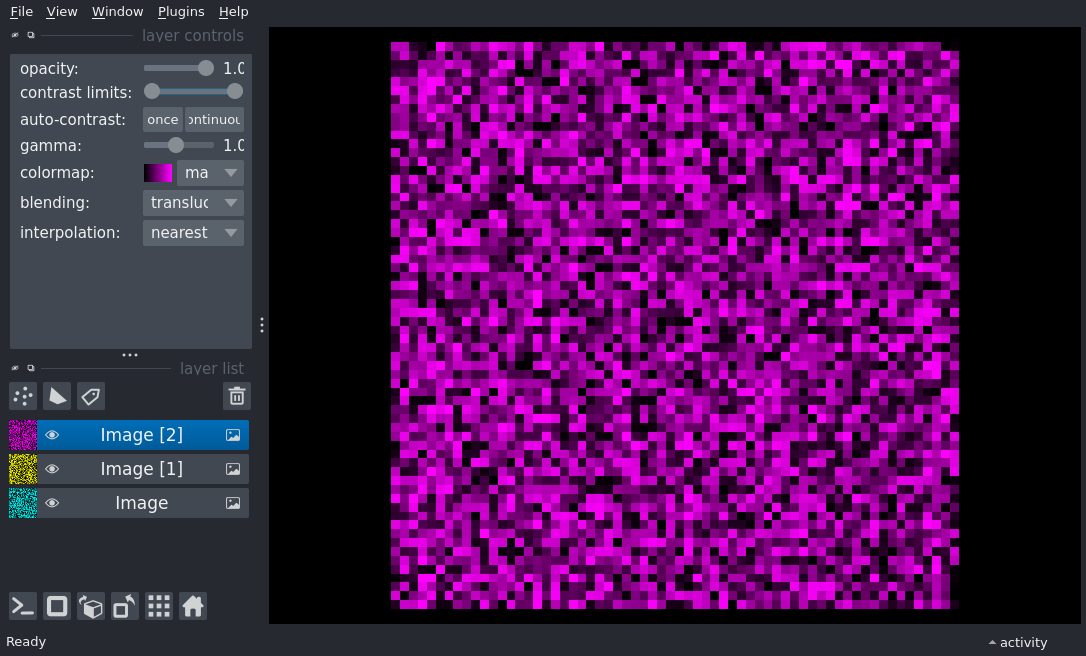 File View Window Plugins Help
layer controls
opacity: 1.0
contrast limits:
auto-contrast: once ontinuou
gamma: 1.0
colormap: ma
blending: transluc
interpolation: nearest
layer list
Image [2]
Image [1]
Image
Ready
activity